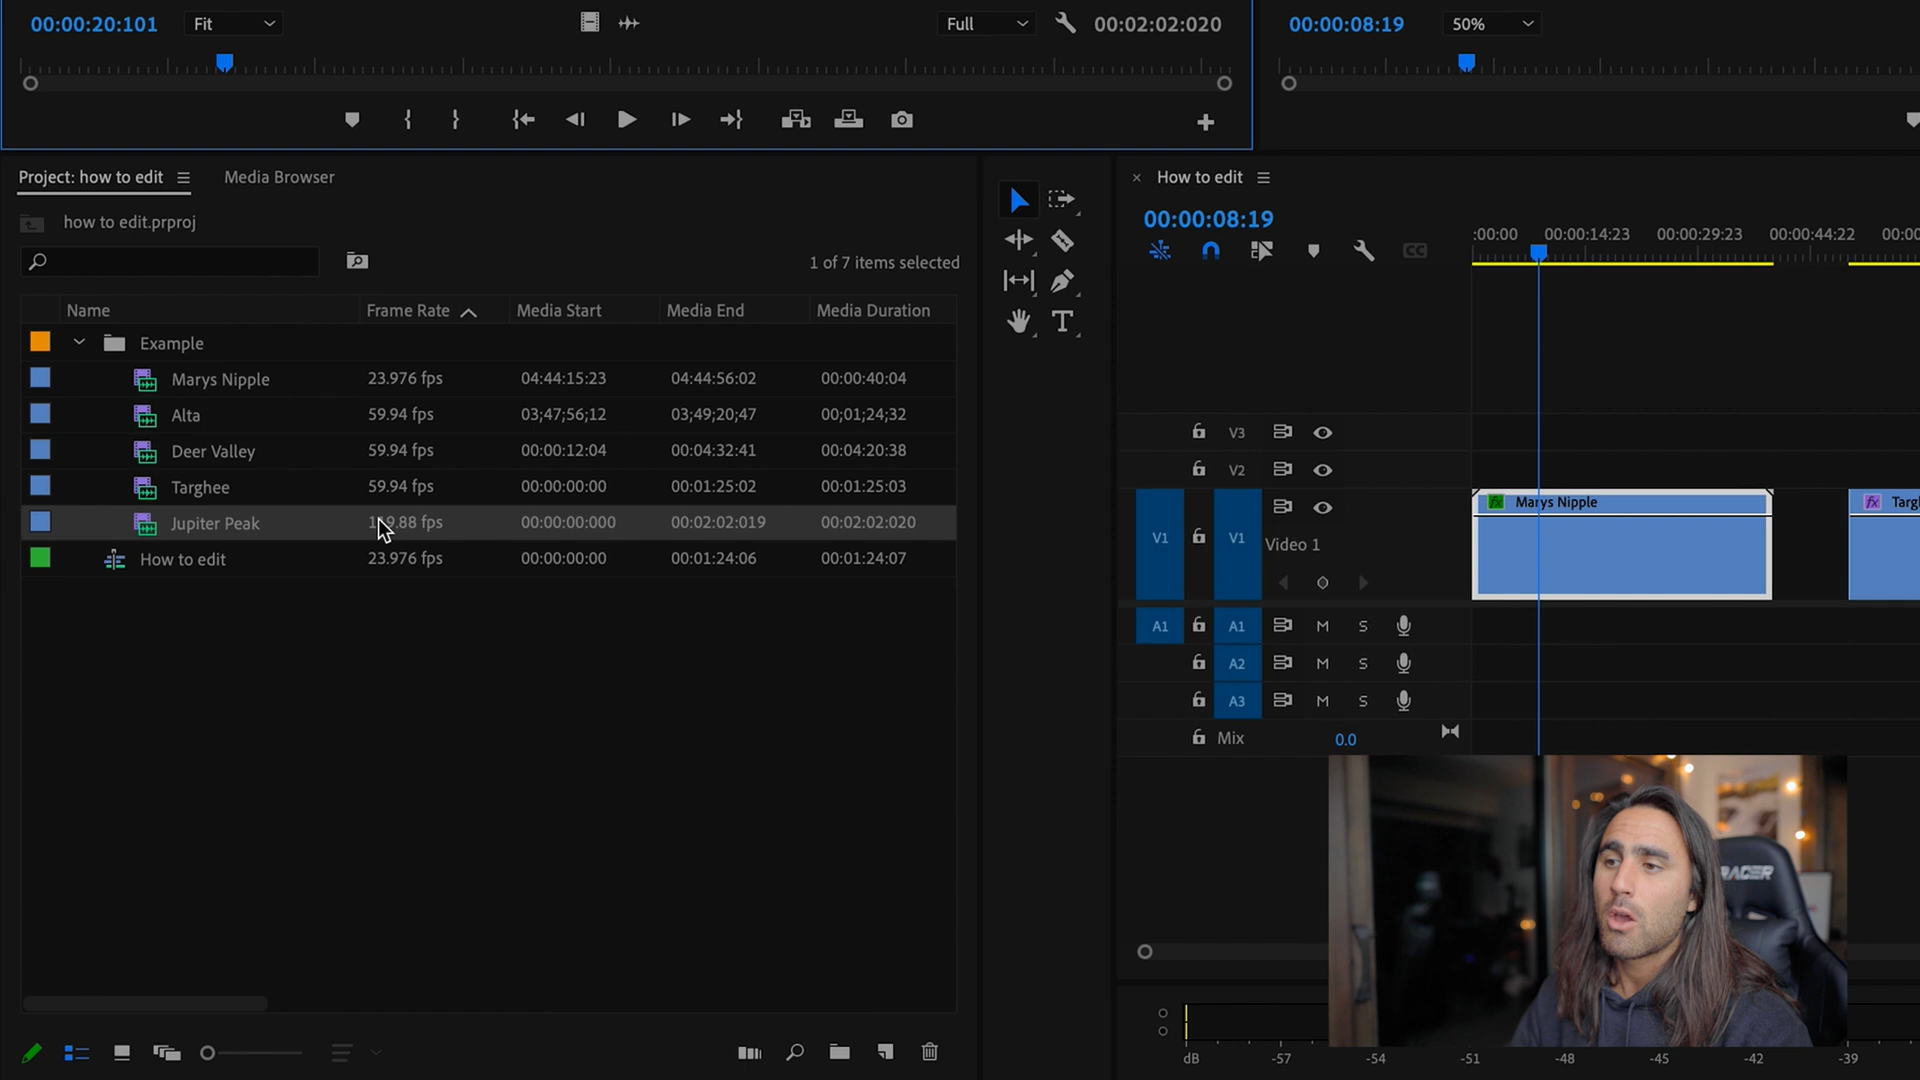 00:00:20:101 Fit Full 00:02:02:020 00:00:08:19 50%
Project: how to edit Media Browser
how to edit.prproj
1 of 7 items selected
Name Frame Rate Media Start Media End Media Duration
Example
Marys Nipple 23.976 fps 04:44:15:23 04:44:56:02 00:00:40:04
Alta 59.94 fps 03;47;56;12 03;49;20;47 00;01;24;32
Deer Valley 59.94 fps 00:00:12:04 00:04:32:41 00:04:20:38
Targhee 59.94 fps 00:00:00:00 00:01:25:02 00:01:25:03
Jupiter Peak 119.88 fps 00:00:00:000 00:02:02:019 00:02:02:020
How to edit 23.976 fps 00:00:00:00 00:01:24:06 00:01:24:07
T
× How to edit
00:00:08:19
:00:00 00:00:14:23 00:00:29:23 00:00:44:22 00:00
CC
V3
V2
V1 V1 Video 1
fx Marys Nipple fx Targ
A1 A1 M S
A2 M S
A3 M S
Mix 0.0
RACER
dB -57 -54 -51 -48 -45 -42 -39